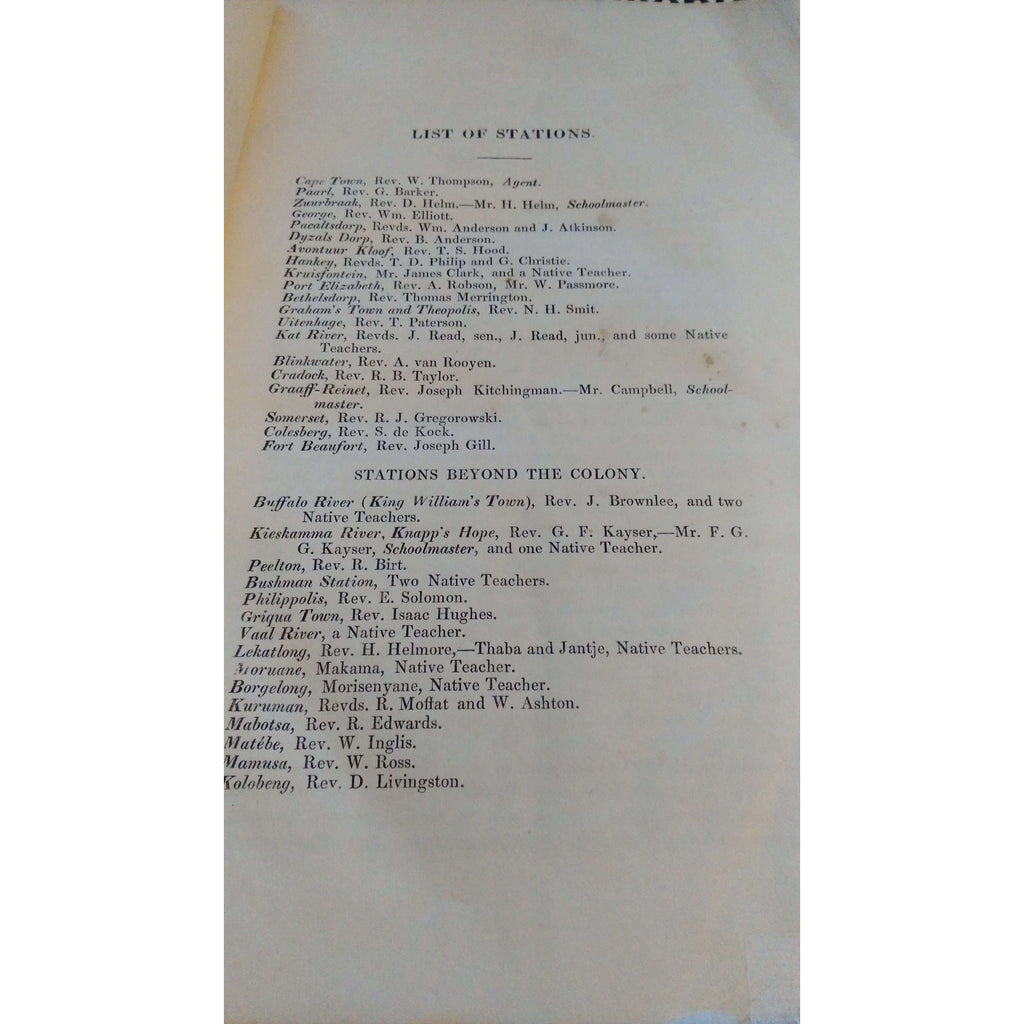 LIST OF STATIONS.
Cape Town, Rev. W. Thompson, Agent.
Paarl, Rev. G. Barker.
Zuurbraak, Rev. D. Helm.—Mr. H. Helm, Schoolmaster.
George, Rev. Wm. Elliott.
Pacaltsdorp, Revds. Wm. Anderson and J. Atkinson.
Dyzals Dorp, Rev. B. Anderson.
Avontuur Kloof, Rev. T. S. Hood.
Hankey, Revds. T. D. Philip and G. Christie.
Kruisfontein, Mr. James Clark, and a Native Teacher.
Port Elizabeth, Rev. A. Robson, Mr. W. Passmore.
Bethelsdorp, Rev. Thomas Merrington.
Graham's Town and Theopolis, Rev. N. H. Smit.
Uitenhage, Rev. T. Paterson.
Kat River, Revds. J. Read, sen., J. Read, jun., and some Native
Teachers.
Blinkwater, Rev. A. van Rooyen.
Cradock, Rev. R. B. Taylor.
Graaff-Reinet, Rev. Joseph Kitchingman.—Mr. Campbell, School-
master.
Somerset, Rev. R. J. Gregorowski.
Colesberg, Rev. S. de Kock.
Fort Beaufort, Rev. Joseph Gill.
STATIONS BEYOND THE COLONY.
Buffalo River (King William's Town), Rev. J. Brownlee, and two
Native Teachers.
Kieskamma River, Knapp's Hope, Rev. G. F. Kayser,—Mr. F. G.
G. Kayser, Schoolmaster, and one Native Teacher.
Peelton, Rev. R. Birt.
Bushman Station, Two Native Teachers.
Philippolis, Rev. E. Solomon.
Griqua Town, Rev. Isaac Hughes.
Vaal River, a Native Teacher.
Lekatlong, Rev. H. Helmore,—Thaba and Jantje, Native Teachers.
Moruane, Makama, Native Teacher.
Borgelong, Morisenyane, Native Teacher.
Kuruman, Revds. R. Moffat and W. Ashton.
Mabotsa, Rev. R. Edwards.
Matébe, Rev. W. Inglis.
Mamusa, Rev. W. Ross.
Kolobeng, Rev. D. Livingston.